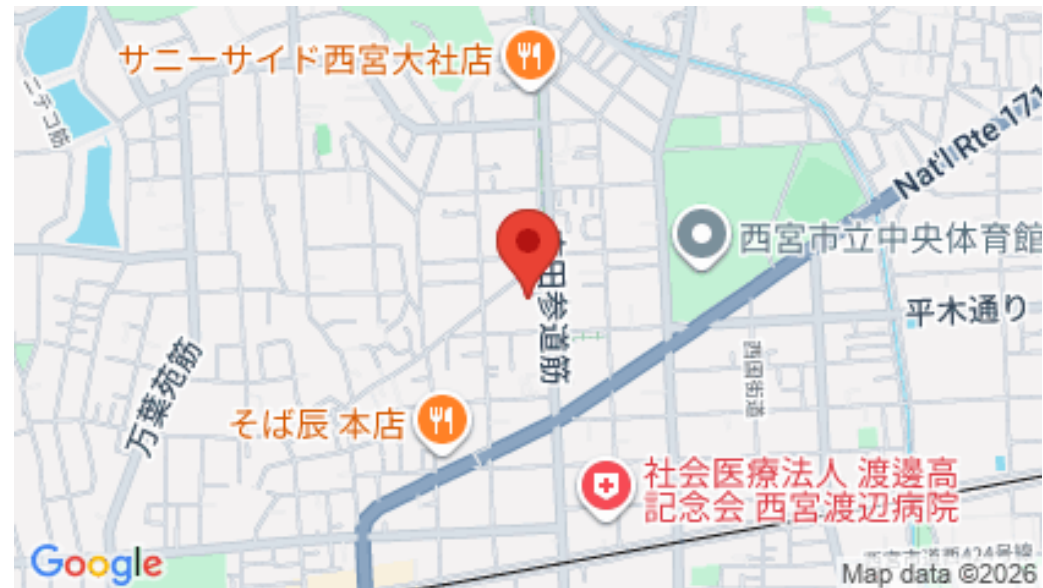 サニーサイド西宮大社店
ニテコ筋
Nat'l Rte 171
西宮市立中央体育館
田参道筋
平木通り
万葉苑筋
西国街道
そば辰 本店
社会医療法人 渡邊高
記念会 西宮渡辺病院
Google
Map data ©2026